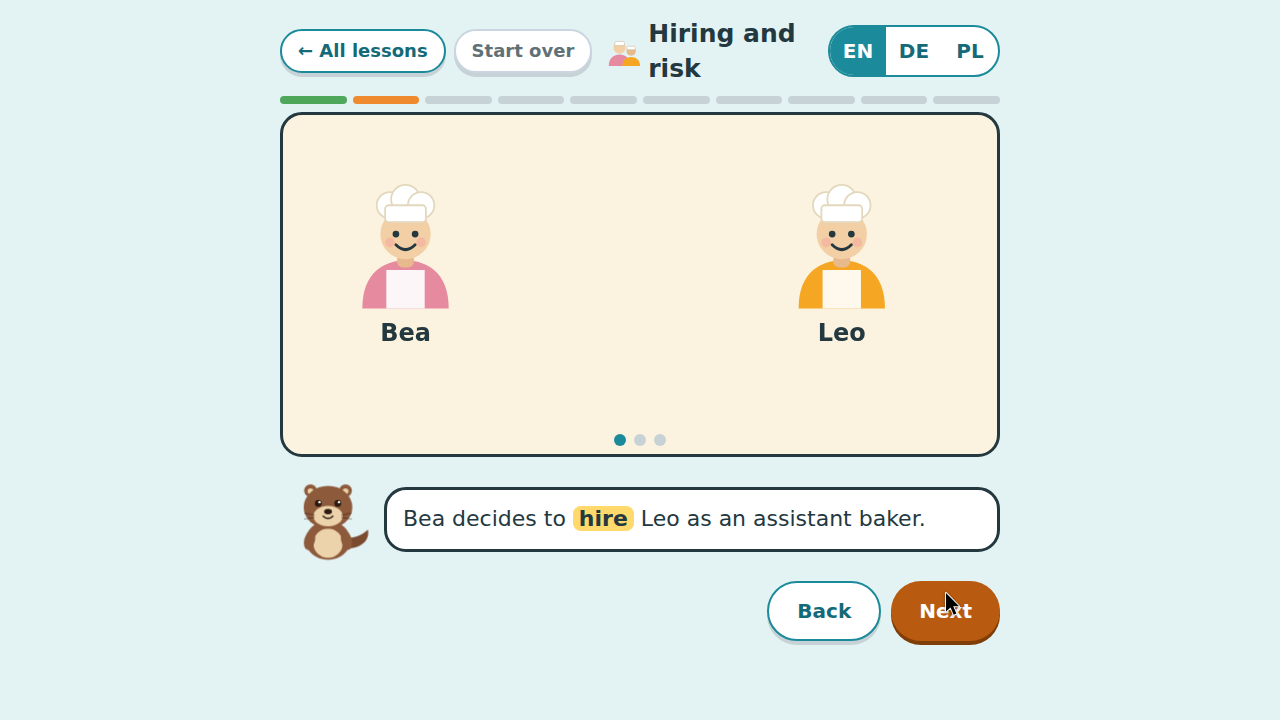 ← All lessons
Start over
Hiring and
risk
EN DE PL
Bea
Leo
Bea decides to hire Leo as an assistant baker.
Back
Next